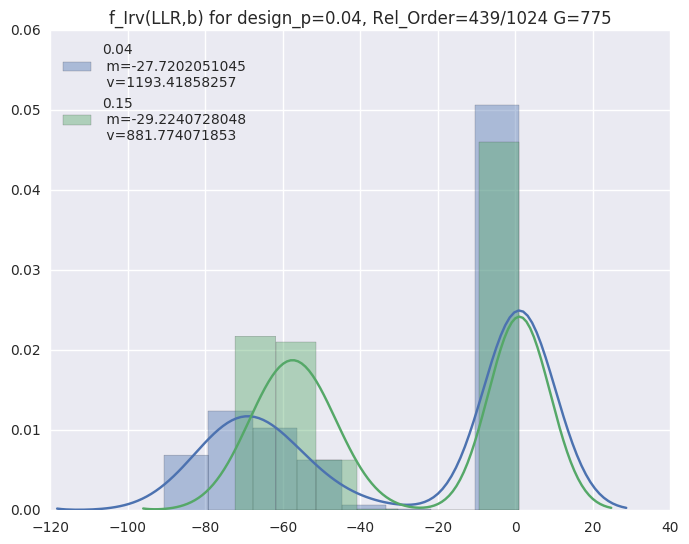 f_Irv(LLR,b) for design_p=0.04, Rel_Order=439/1024 G=775
0.06
0.05
0.04
0.03
0.02
0.01
0.00
0.04
m=-27.7202051045
v=1193.41858257
0.15
m=-29.2240728048
v=881.774071853
−120 −100 −80 −60 −40 −20 0 20 40